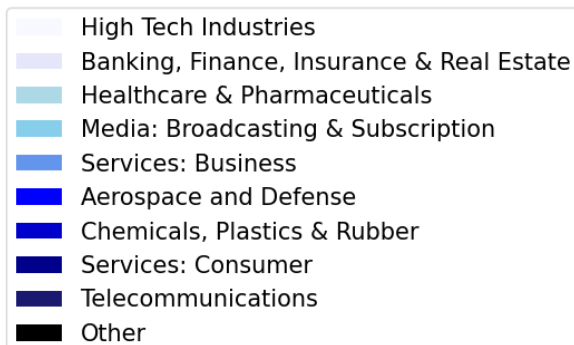 High Tech Industries
Banking, Finance, Insurance & Real Estate
Healthcare & Pharmaceuticals
Media: Broadcasting & Subscription
Services: Business
Aerospace and Defense
Chemicals, Plastics & Rubber
Services: Consumer
Telecommunications
Other